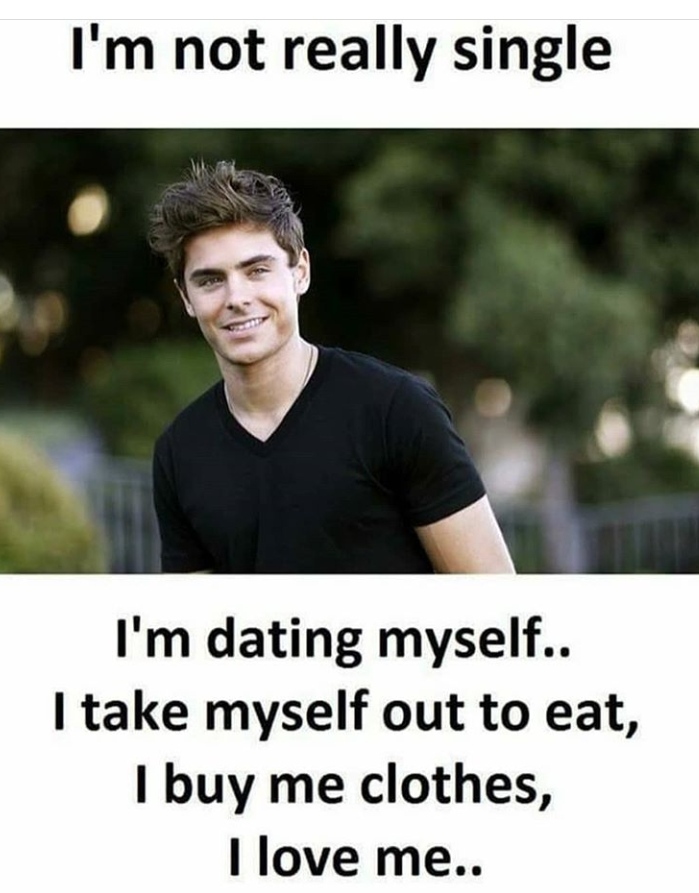 I'm not really single
I'm dating myself..
I take myself out to eat,
I buy me clothes,
I love me..